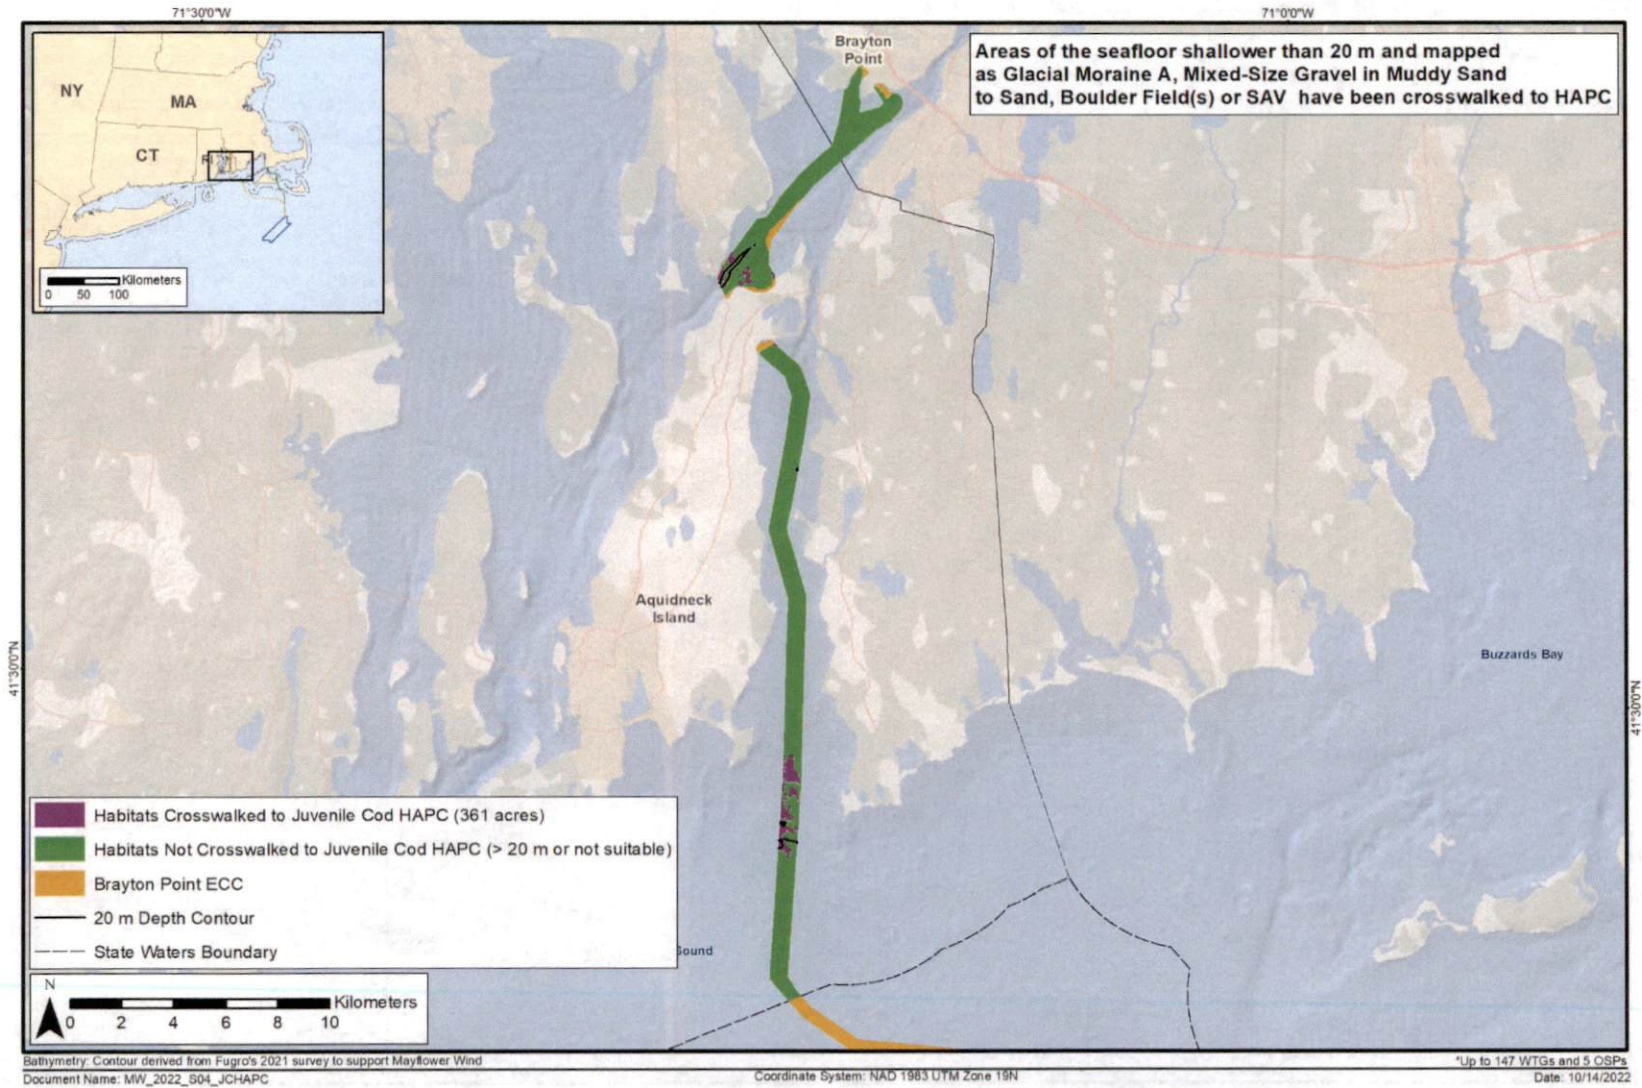 71°30'0"W
71°0'0"W
Brayton
Point
Areas of the seafloor shallower than 20 m and mapped
as Glacial Moraine A, Mixed-Size Gravel in Muddy Sand
to Sand, Boulder Field(s) or SAV have been crosswalked to HAPC
NY
MA
CT
RI
Kilometers
0 50 100
Aquidneck
Island
Buzzards Bay
41°30'0"N
41°30'0"N
Habitats Crosswalked to Juvenile Cod HAPC (361 acres)
Habitats Not Crosswalked to Juvenile Cod HAPC (> 20 m or not suitable)
Brayton Point ECC
20 m Depth Contour
State Waters Boundary
Sound
N
Kilometers
0 2 4 6 8 10
Bathymetry: Contour derived from Fugro's 2021 survey to support Mayflower Wind
*Up to 147 WTGs and 5 OSPs
Document Name: MW_2022_S04_JCHAPC
Coordinate System: NAD 1983 UTM Zone 19N
Date: 10/14/2022